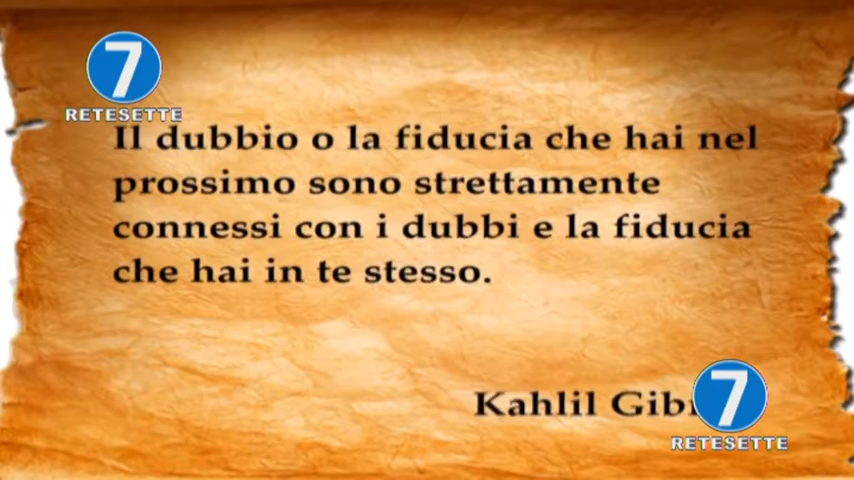 7
RETESETTE
Il dubbio o la fiducia che hai nel
prossimo sono strettamente
connessi con i dubbi e la fiducia
che hai in te stesso.
Kahlil
7
RETESETTE